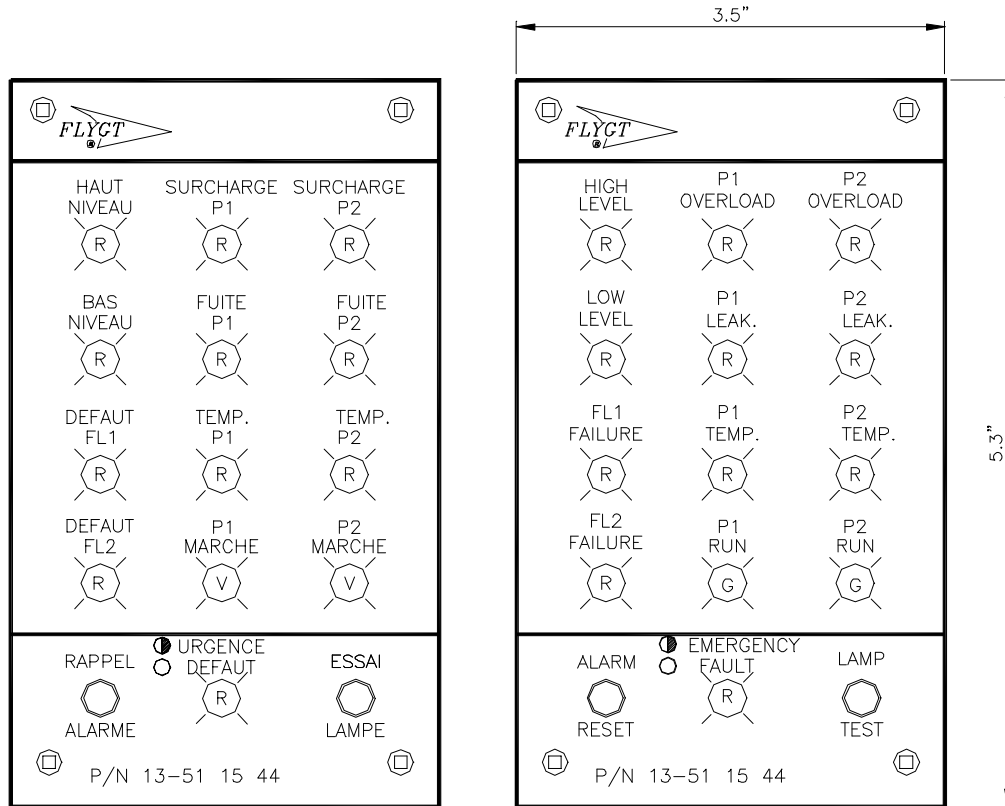 3.5"
FLYGT
®
HAUT SURCHARGE SURCHARGE
NIVEAU P1 P2
R R R
BAS FUITE FUITE
NIVEAU P1 P2
R R R
DEFAUT TEMP. TEMP.
FL1 P1 P2
R R R
DEFAUT P1 P2
FL2 MARCHE MARCHE
R V V
URGENCE
RAPPEL DEFAUT ESSAI
R
ALARME LAMPE
P/N 13-51 15 44
FLYGT
®
HIGH P1 P2
LEVEL OVERLOAD OVERLOAD
R R R
LOW P1 P2
LEVEL LEAK. LEAK.
R R R
FL1 P1 P2
FAILURE TEMP. TEMP.
R R R
FL2 P1 P2
FAILURE RUN RUN
R G G
EMERGENCY
ALARM FAULT LAMP
R
RESET TEST
P/N 13-51 15 44
5.3"